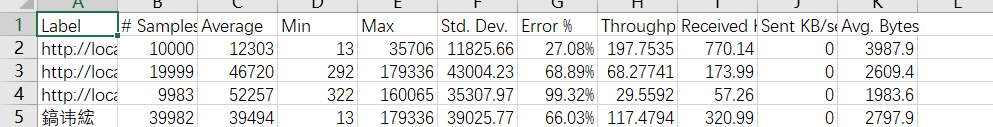 A B C D E F G H I J K L
1 Label # Samples Average Min Max Std. Dev. Error % Throughp Received K Sent KB/se Avg. Bytes
2 http://loca 10000 12303 13 35706 11825.66 27.08% 197.7535 770.14 0 3987.9
3 http://loca 19999 46720 292 179336 43004.23 68.89% 68.27741 173.99 0 2609.4
4 http://loca 9983 52257 322 160065 35307.97 99.32% 29.5592 57.26 0 1983.6
5 鎬讳綋 39982 39494 13 179336 39025.77 66.03% 117.4794 320.99 0 2797.9